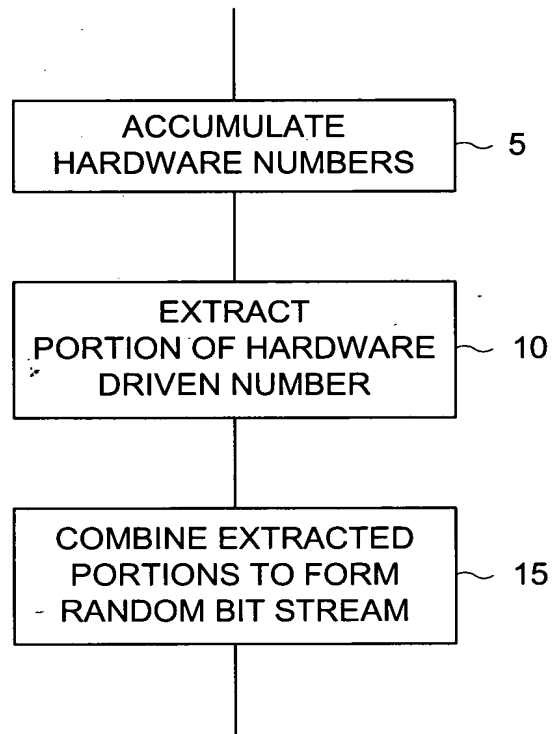 ACCUMULATE
HARDWARE NUMBERS
5
EXTRACT
PORTION OF HARDWARE
DRIVEN NUMBER
10
COMBINE EXTRACTED
PORTIONS TO FORM
RANDOM BIT STREAM
15